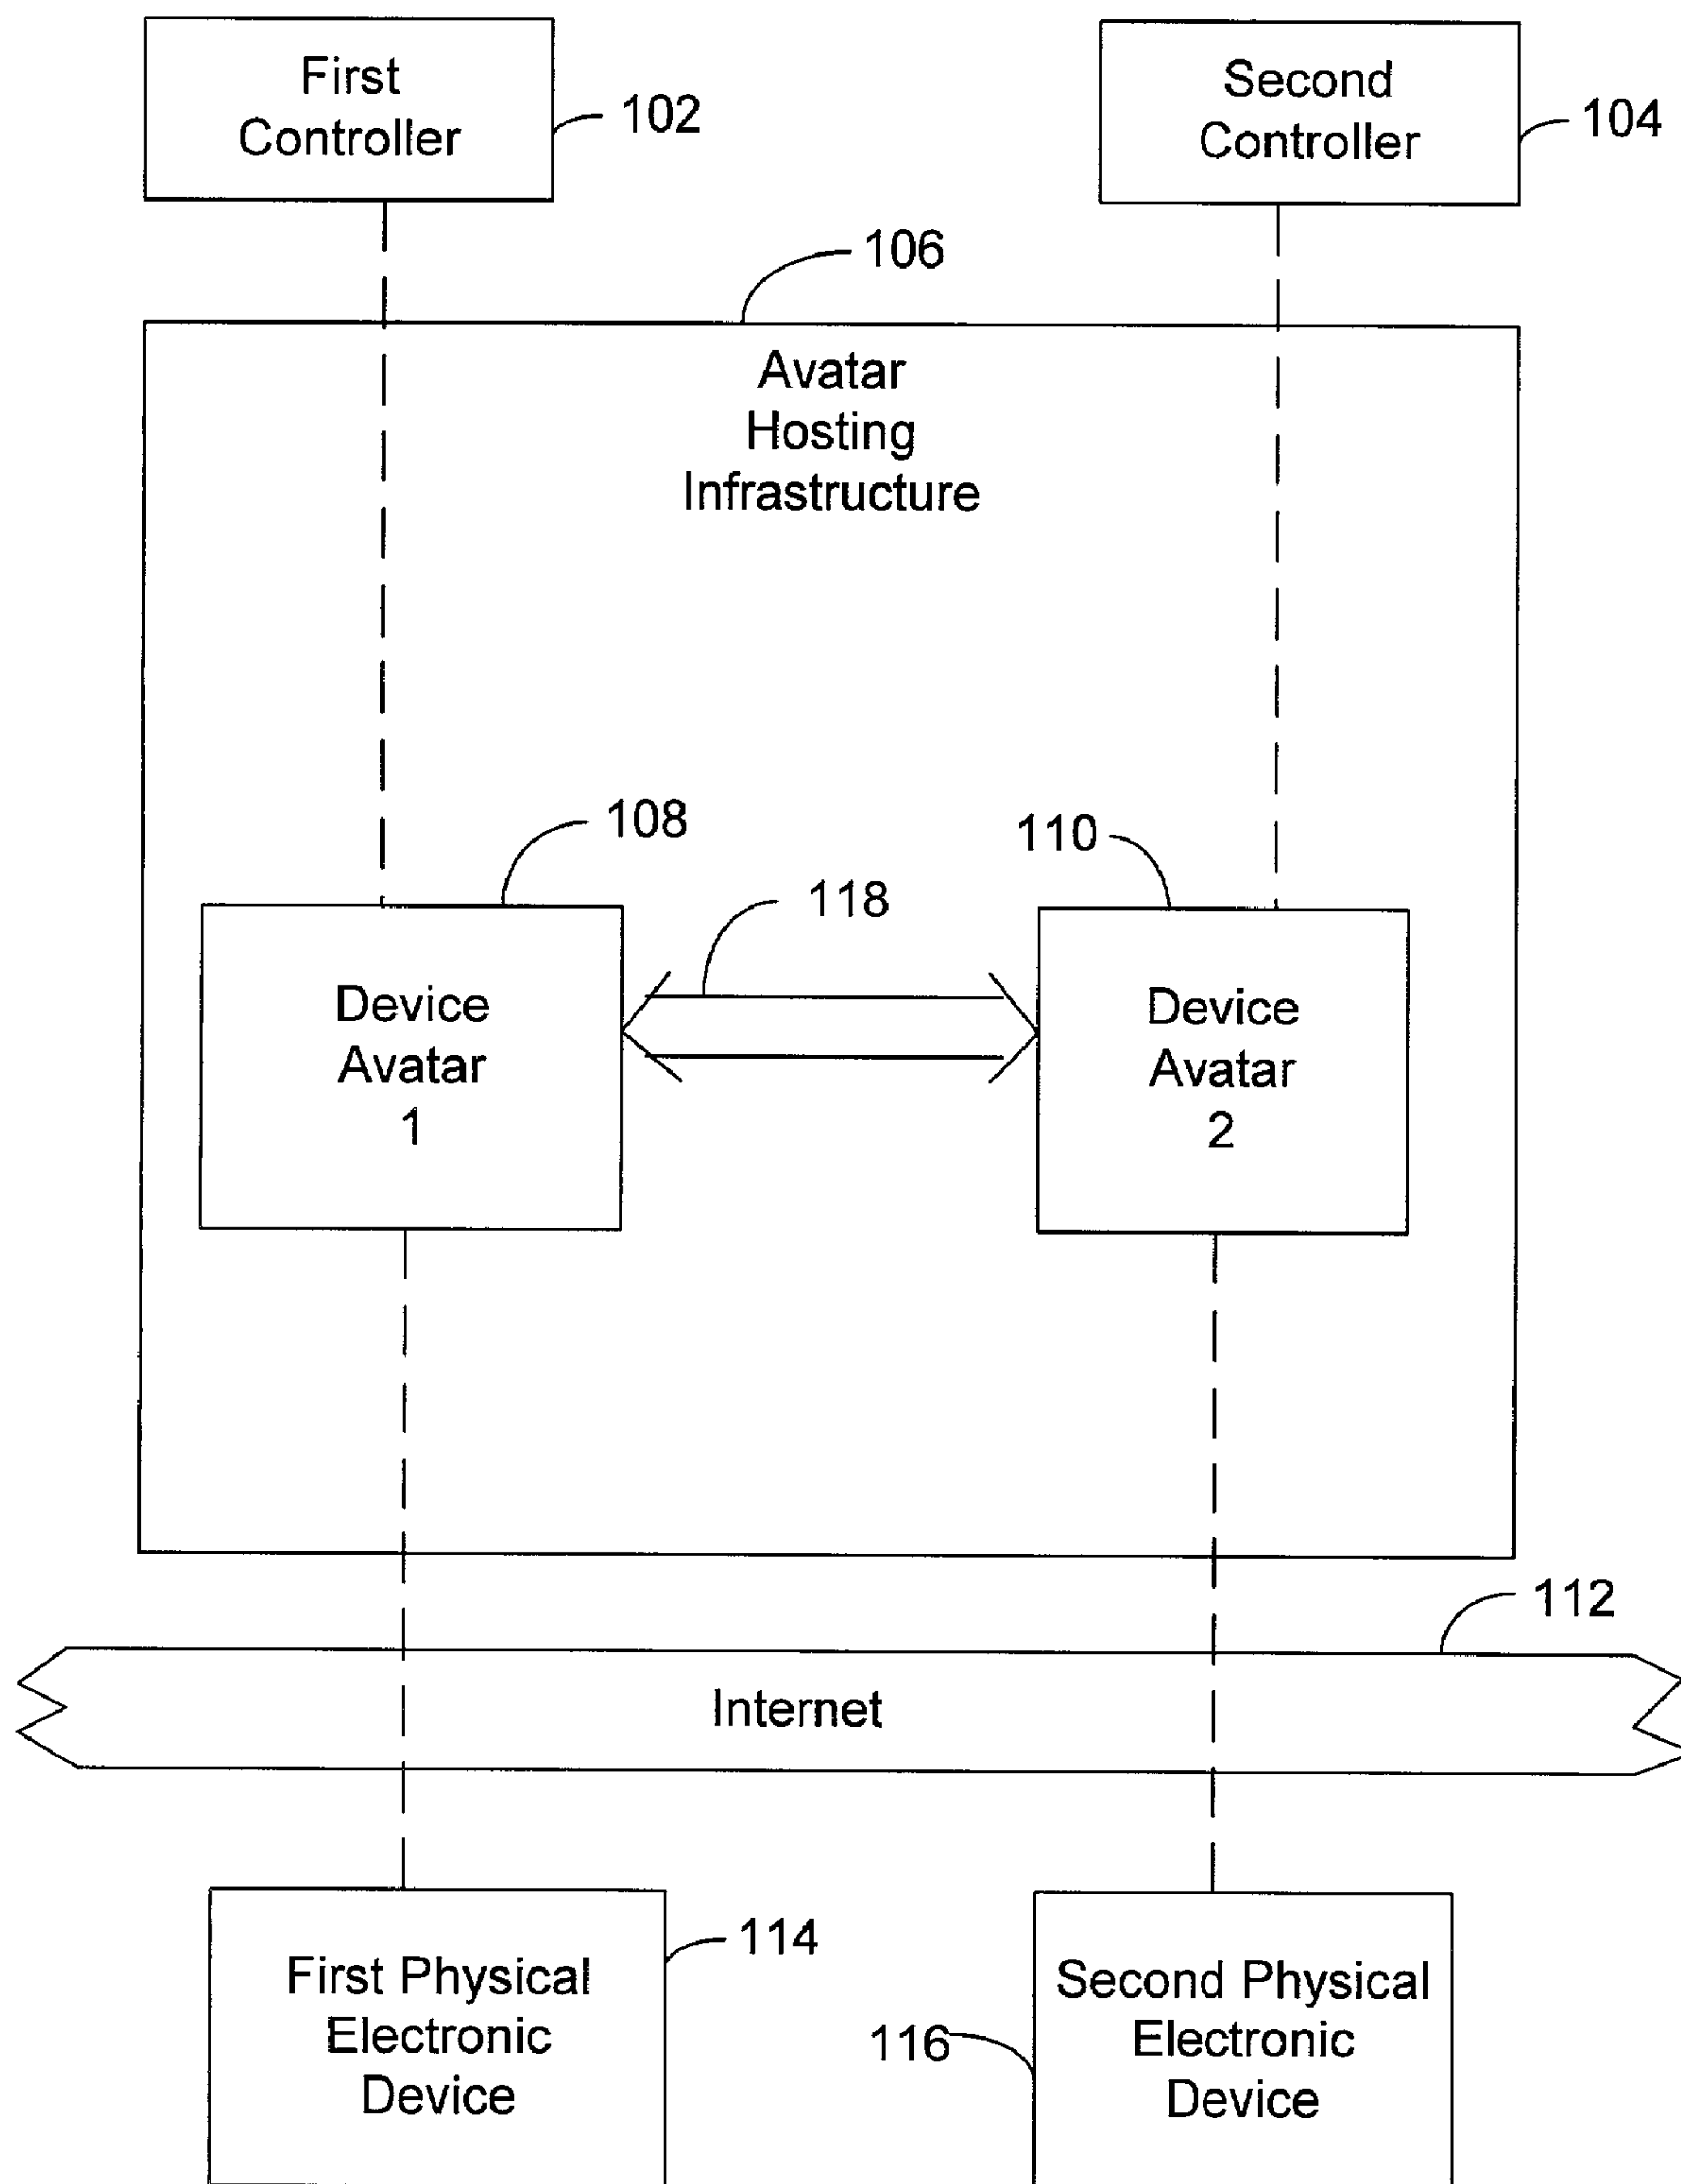 First
Controller
102
Second
Controller
104
106
Avatar
Hosting
Infrastructure
108
110
118
Device
Avatar
1
Device
Avatar
2
112
Internet
114
First Physical
Electronic
Device
116
Second Physical
Electronic
Device